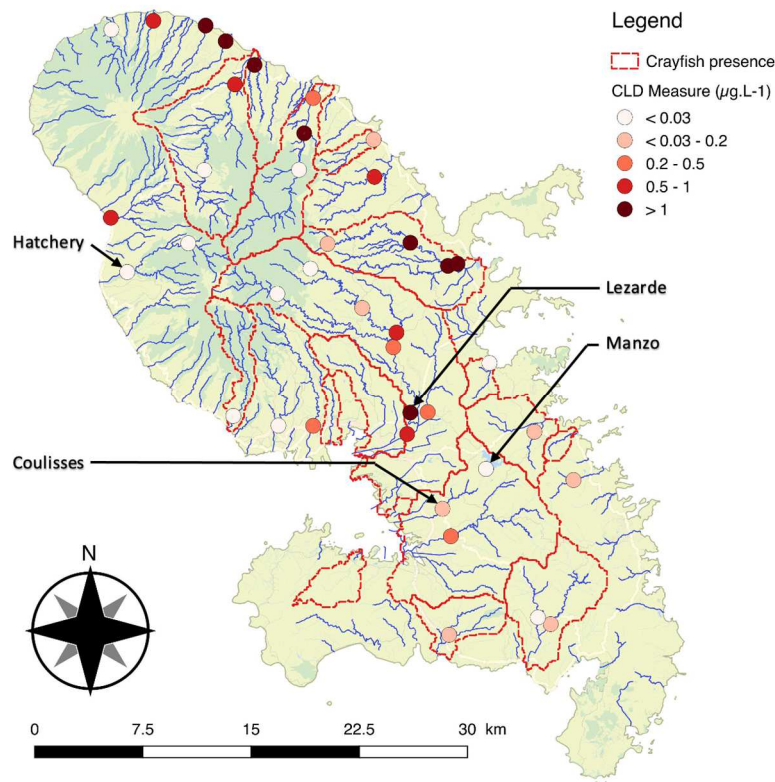 Legend
Crayfish presence
CLD Measure (µg.L-1)
< 0.03
< 0.03 - 0.2
0.2 - 0.5
0.5 - 1
> 1
Hatchery
Lezarde
Manzo
Coulisses
N
0 7.5 15 22.5 30 km